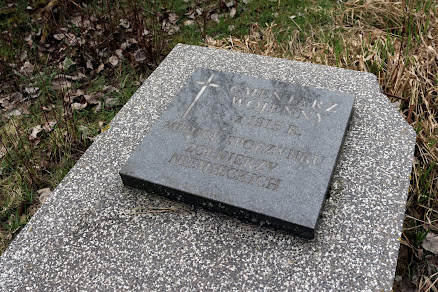 CMENTARZ
WOJENNY
Z 1915 R.
MIEJSCE SPOCZYNKU
ŻOŁNIERZY
NIEMIECKICH